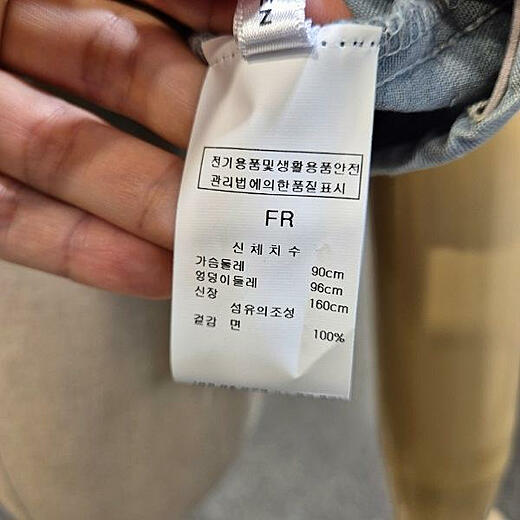 전기용품및생활용품안전
관리법에의한품질표시
FR
신체치수
가슴둘레 90cm
엉덩이둘레 96cm
신장 160cm
섬유의조성
겉감 면 100%